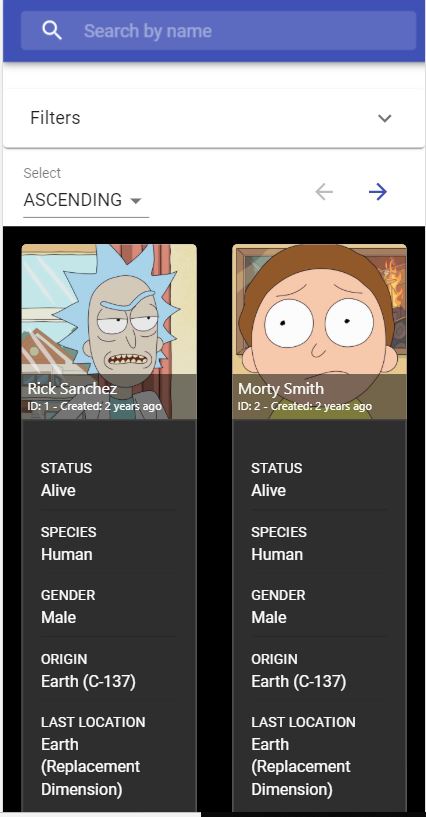 Search by name
Filters
Select
ASCENDING
Rick Sanchez
ID: 1 - Created: 2 years ago
STATUS
Alive
SPECIES
Human
GENDER
Male
ORIGIN
Earth (C-137)
LAST LOCATION
Earth
(Replacement
Dimension)
Morty Smith
ID: 2 - Created: 2 years ago
STATUS
Alive
SPECIES
Human
GENDER
Male
ORIGIN
Earth (C-137)
LAST LOCATION
Earth
(Replacement
Dimension)